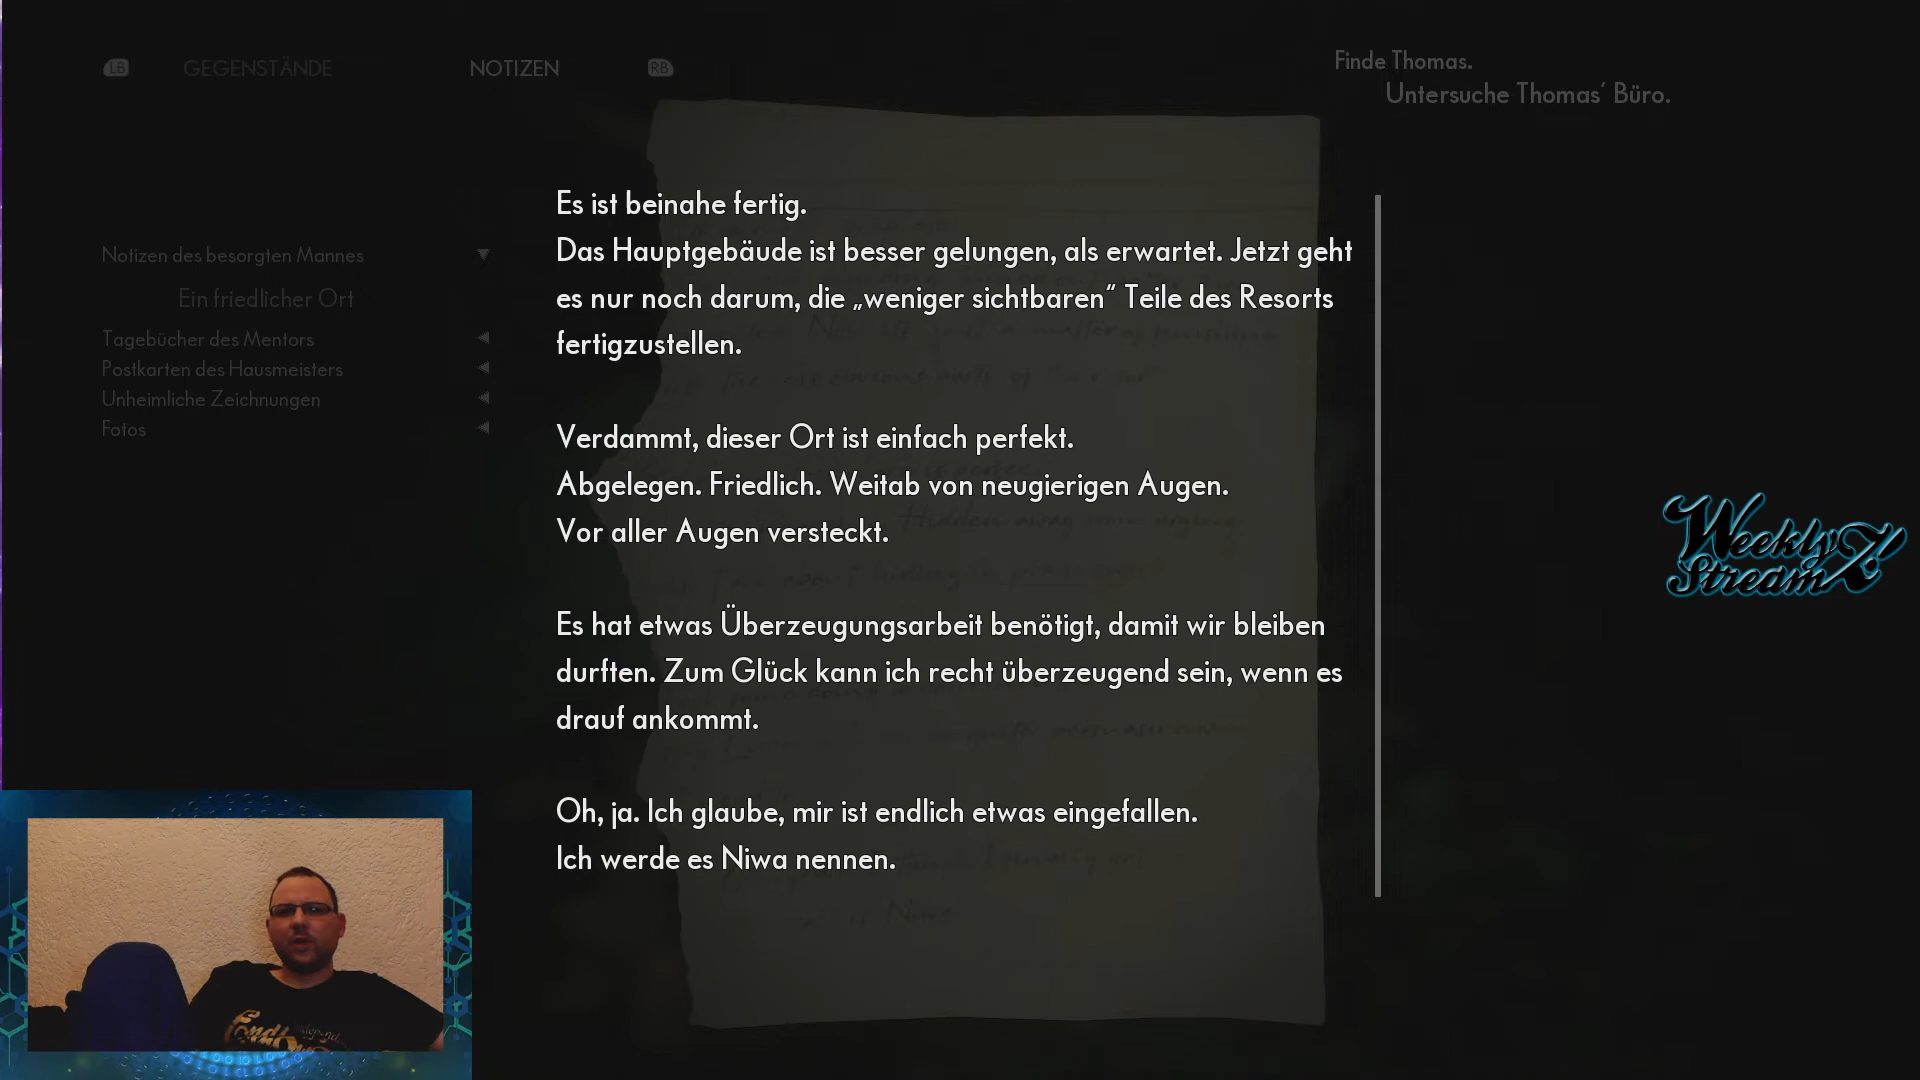 LB
GEGENSTÄNDE
NOTIZEN
RB
Finde Thomas.
Untersuche Thomas´ Büro.
Notizen des besorgten Mannes
Ein friedlicher Ort
Tagebücher des Mentors
Postkarten des Hausmeisters
Unheimliche Zeichnungen
Fotos
Es ist beinahe fertig.
Das Hauptgebäude ist besser gelungen, als erwartet. Jetzt geht
es nur noch darum, die „weniger sichtbaren“ Teile des Resorts
fertigzustellen.
Verdammt, dieser Ort ist einfach perfekt.
Abgelegen. Friedlich. Weitab von neugierigen Augen.
Vor aller Augen versteckt.
Es hat etwas Überzeugungsarbeit benötigt, damit wir bleiben
durften. Zum Glück kann ich recht überzeugend sein, wenn es
drauf ankommt.
Oh, ja. Ich glaube, mir ist endlich etwas eingefallen.
Ich werde es Niwa nennen.
Weekly
Stream